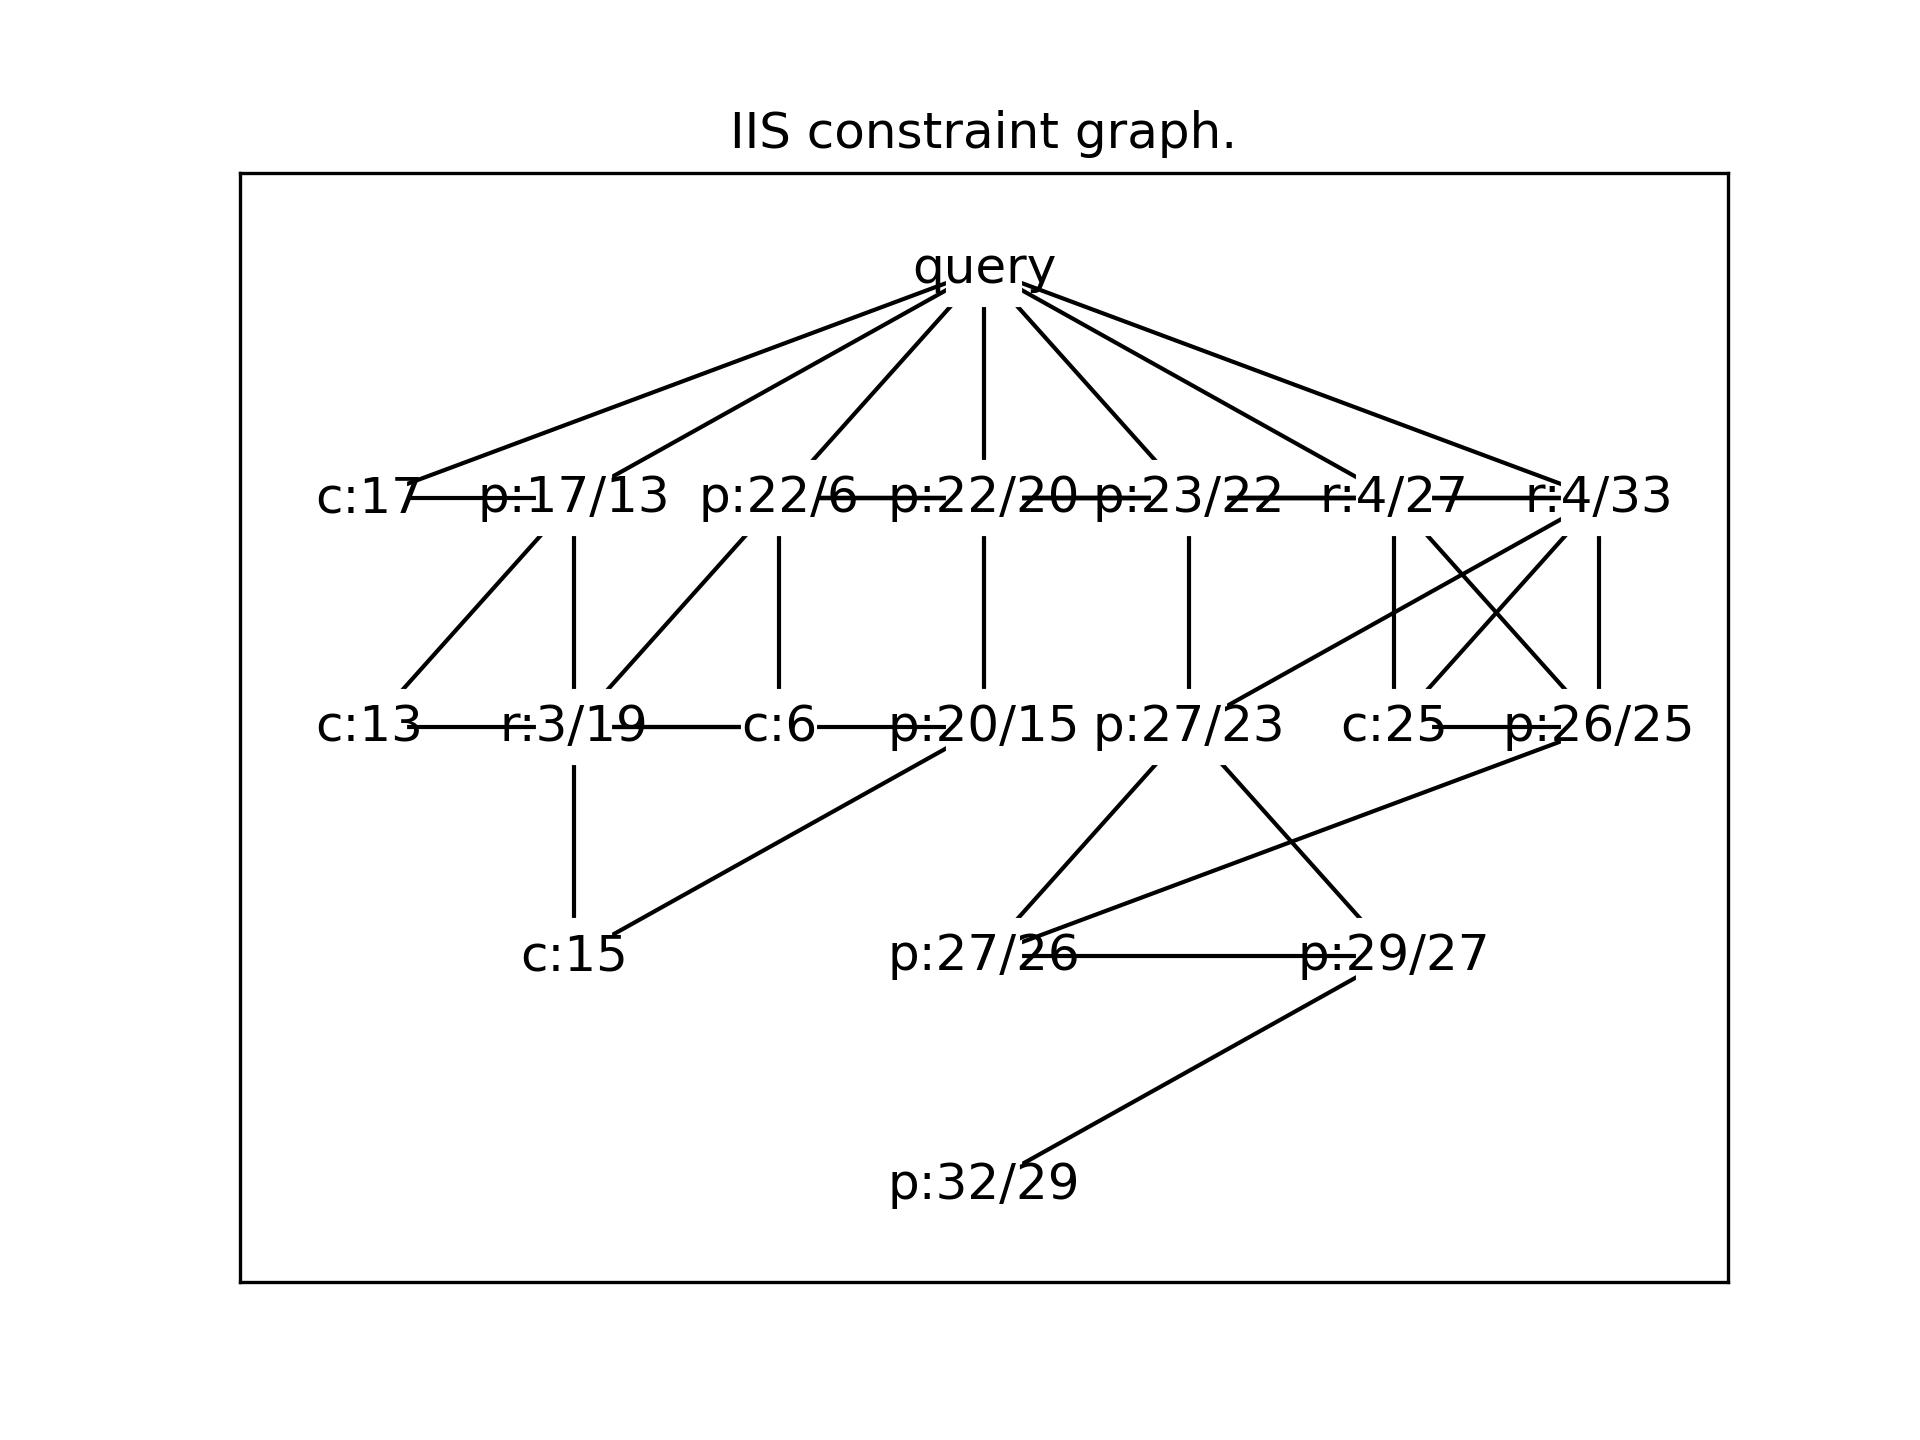 IIS constraint graph.
query
c:17 p:17/13 p:22/6 p:22/20 p:23/22 r:4/27 r:4/33
c:13 r:3/19 c:6 p:20/15 p:27/23 c:25 p:26/25
c:15 p:27/26 p:29/27
p:32/29